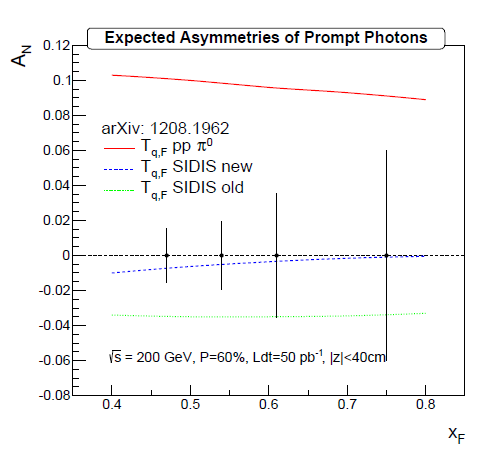 Expected Asymmetries of Prompt Photons
A_N
0.12
0.1
0.08
0.06
0.04
0.02
0
-0.02
-0.04
-0.06
-0.08
arXiv: 1208.1962
T_q,F pp π⁰
T_q,F SIDIS new
T_q,F SIDIS old
√s = 200 GeV, P=60%, Ldt=50 pb⁻¹, |z|<40cm
0.4 0.5 0.6 0.7 0.8
x_F